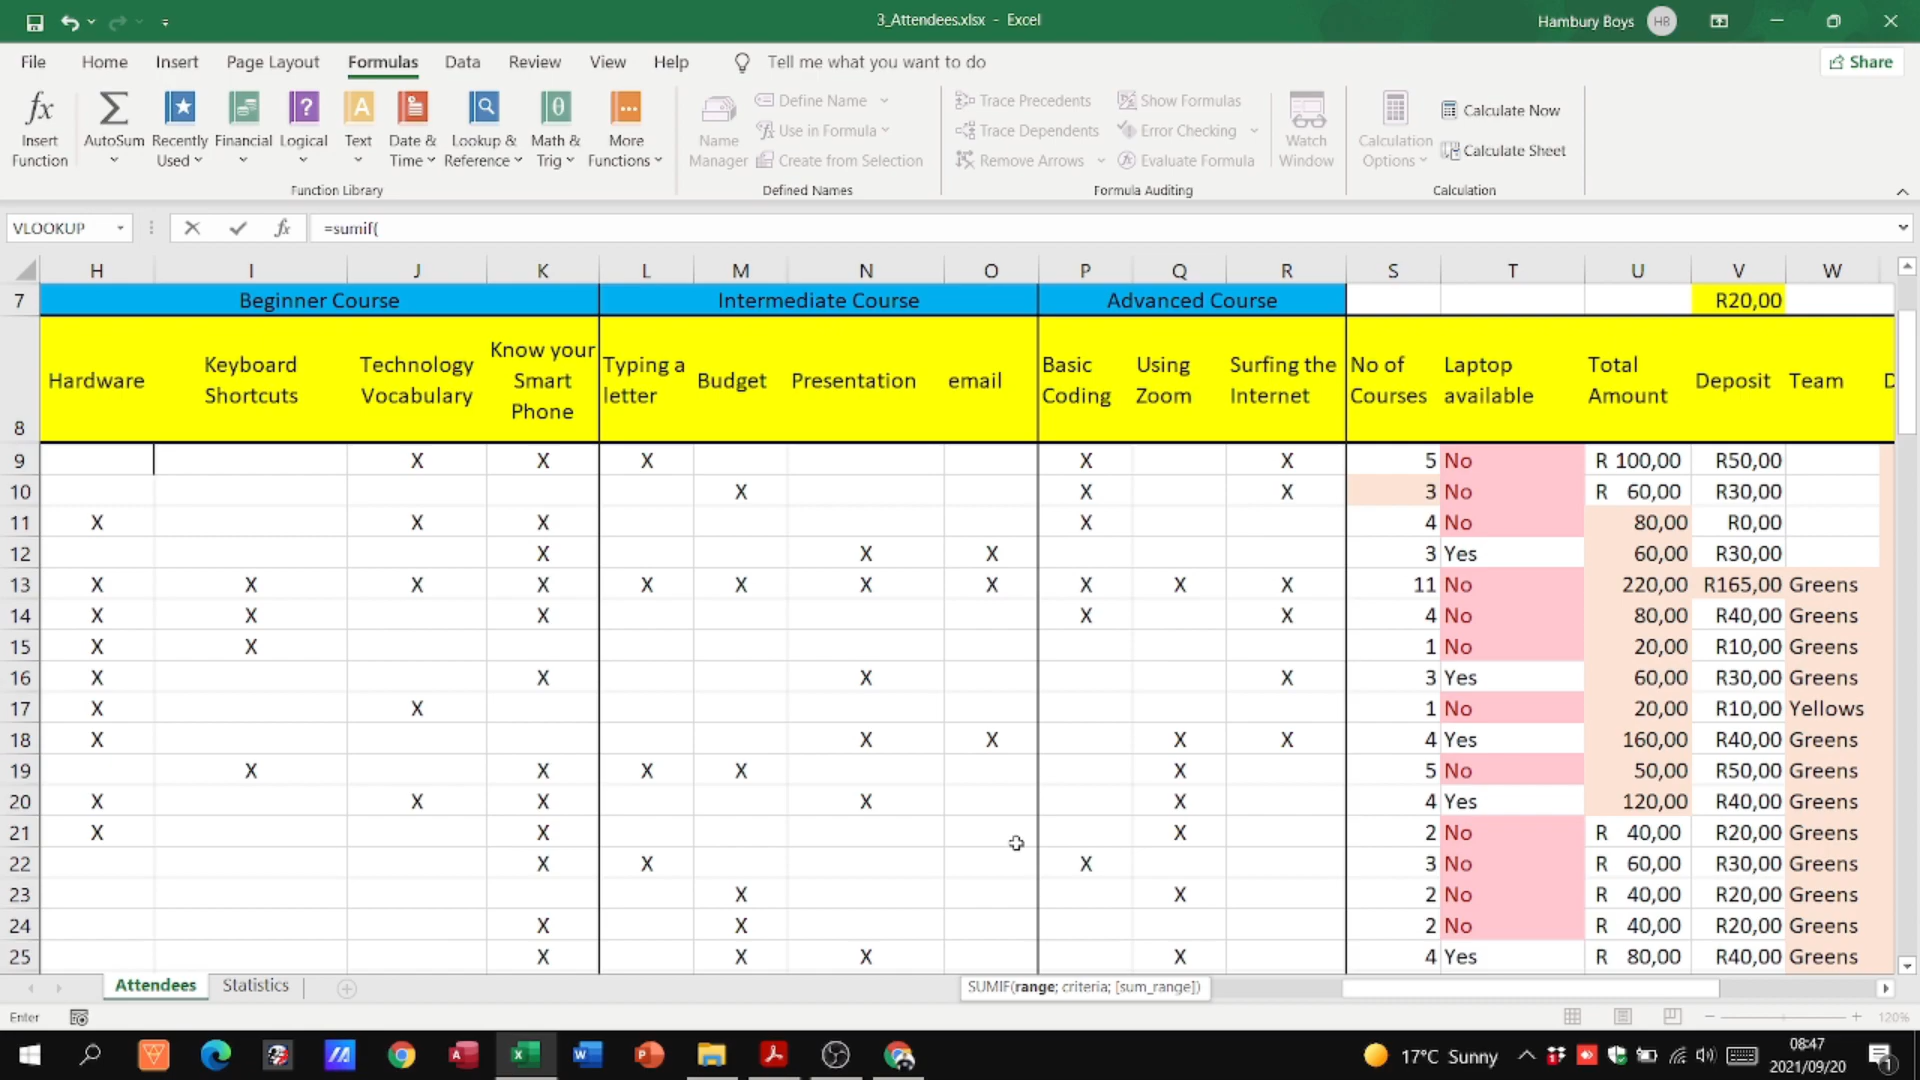 3_Attendees.xlsx - Excel
Hambury Boys HB
File Home Insert Page Layout Formulas Data Review View Help Tell me what you want to do Share
Insert Function
AutoSum
Recently Used
Financial
Logical
Text
Date & Time
Lookup & Reference
Math & Trig
More Functions
Function Library
Name Manager
Define Name
Use in Formula
Create from Selection
Defined Names
Trace Precedents
Trace Dependents
Remove Arrows
Show Formulas
Error Checking
Evaluate Formula
Formula Auditing
Watch Window
Calculation Options
Calculate Now
Calculate Sheet
Calculation
VLOOKUP fx =sumif(
H I J K L M N O P Q R S T U V W
7 Beginner Course Intermediate Course Advanced Course R20,00
8 Hardware Keyboard Shortcuts Technology Vocabulary Know your Smart Phone Typing a letter Budget Presentation email Basic Coding Using Zoom Surfing the Internet No of Courses Laptop available Total Amount Deposit Team D
9 X X X X X 5 No R 100,00 R50,00
10 X X X 3 No R 60,00 R30,00
11 X X X X 4 No 80,00 R0,00
12 X X X 3 Yes 60,00 R30,00
13 X X X X X X X X X X X 11 No 220,00 R165,00 Greens
14 X X X X X 4 No 80,00 R40,00 Greens
15 X X 1 No 20,00 R10,00 Greens
16 X X X X 3 Yes 60,00 R30,00 Greens
17 X X 1 No 20,00 R10,00 Yellows
18 X X X X X 4 Yes 160,00 R40,00 Greens
19 X X X X X 5 No 50,00 R50,00 Greens
20 X X X X X 4 Yes 120,00 R40,00 Greens
21 X X X 2 No R 40,00 R20,00 Greens
22 X X X 3 No R 60,00 R30,00 Greens
23 X X 2 No R 40,00 R20,00 Greens
24 X X 2 No R 40,00 R20,00 Greens
25 X X X X 4 Yes R 80,00 R40,00 Greens
Attendees Statistics
SUMIF(range; criteria; [sum_range])
Enter 120%
17°C Sunny
08:47
2021/09/20
1